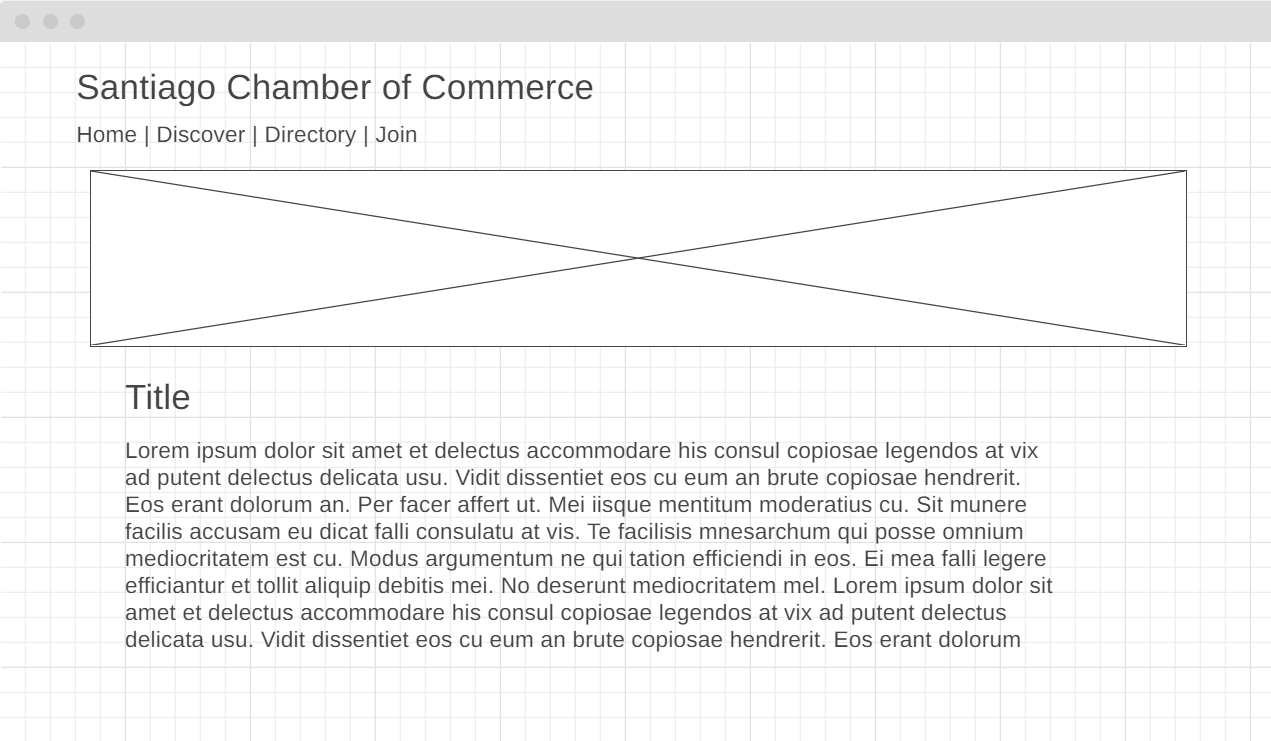 Santiago Chamber of Commerce
Home | Discover | Directory | Join
Title
Lorem ipsum dolor sit amet et delectus accommodare his consul copiosae legendos at vix
ad putent delectus delicata usu. Vidit dissentiet eos cu eum an brute copiosae hendrerit.
Eos erant dolorum an. Per facer affert ut. Mei iisque mentitum moderatius cu. Sit munere
facilis accusam eu dicat falli consulatu at vis. Te facilisis mnesarchum qui posse omnium
mediocritatem est cu. Modus argumentum ne qui tation efficiendi in eos. Ei mea falli legere
efficiantur et tollit aliquip debitis mei. No deserunt mediocritatem mel. Lorem ipsum dolor sit
amet et delectus accommodare his consul copiosae legendos at vix ad putent delectus
delicata usu. Vidit dissentiet eos cu eum an brute copiosae hendrerit. Eos erant dolorum